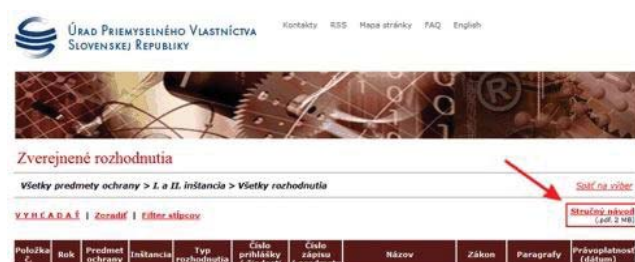 ÚRAD PRIEMYSELNÉHO VLASTNÍCTVA
SLOVENSKEJ REPUBLIKY
Kontakty RSS Mapa stránky FAQ English
Zverejnené rozhodnutia
Všetky predmety ochrany > I. a II. inštancia > Všetky rozhodnutia
Späť na výber
VYHĽADAŤ | Zoradiť | Filter stĺpcov
Stručný návod
(.pdf, 2 MB)
Položka č. Rok Predmet ochrany Inštancia Typ rozhodnutia Číslo prihlášky Číslo zápisu Názov Zákon Paragrafy Právoplatnosť (dátum)